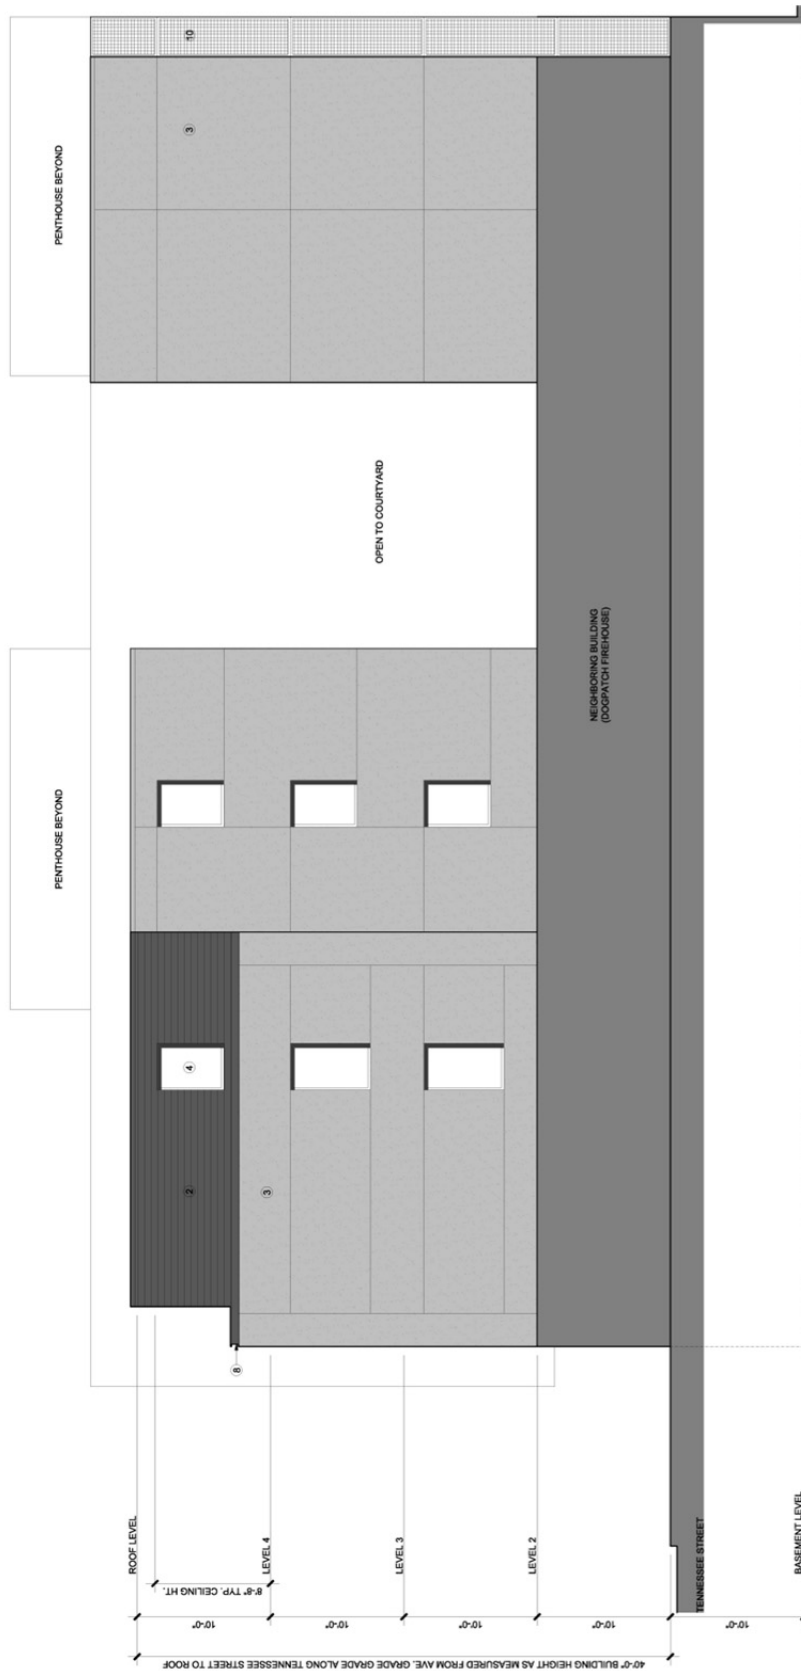 PENTHOUSE BEYOND
PENTHOUSE BEYOND
10
3
OPEN TO COURTYARD
NEIGHBORING BUILDING
(DOGPATCH FIREHOUSE)
4
2
3
8
ROOF LEVEL
LEVEL 4
LEVEL 3
LEVEL 2
TENNESSEE STREET
BASEMENT LEVEL
8'-8" TYP. CEILING HT.
10'-0"
10'-0"
10'-0"
10'-0"
10'-0"
40'-0" BUILDING HEIGHT AS MEASURED FROM AVE. GRADE ALONG TENNESSEE STREET TO ROOF